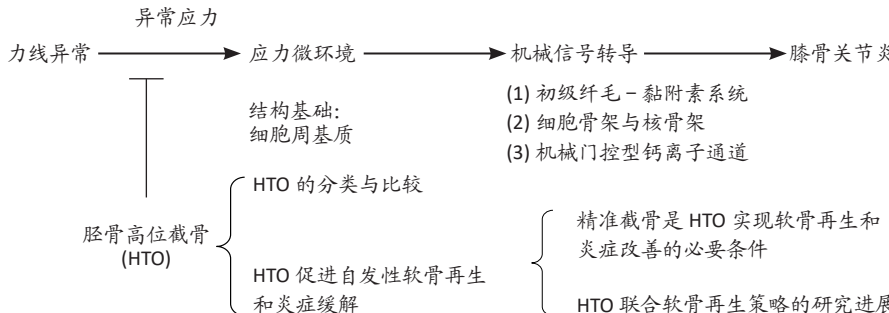 异常应力
力线异常
应力微环境
机械信号转导
膝骨关节炎
结构基础:
细胞周基质
(1) 初级纤毛–黏附素系统
(2) 细胞骨架与核骨架
(3) 机械门控型钙离子通道
胫骨高位截骨
(HTO)
HTO 的分类与比较
HTO 促进自发性软骨再生
和炎症缓解
精准截骨是 HTO 实现软骨再生和
炎症改善的必要条件
HTO 联合软骨再生策略的研究进展